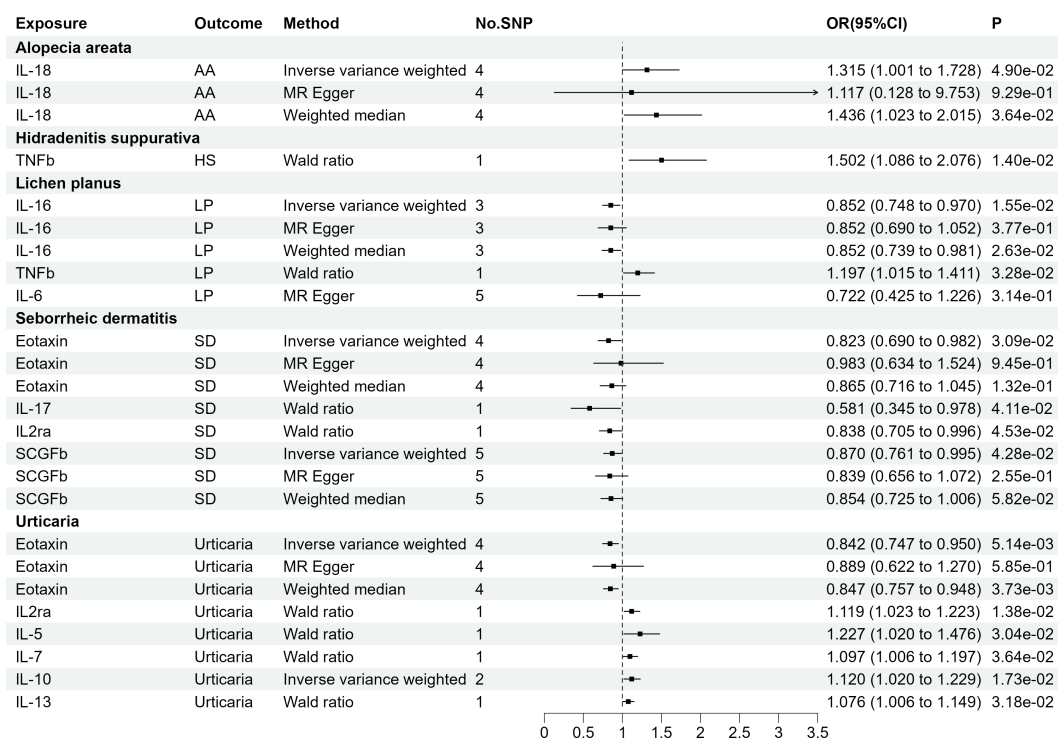 Exposure Outcome Method No.SNP OR(95%CI) P
Alopecia areata
IL-18 AA Inverse variance weighted 4 1.315 (1.001 to 1.728) 4.90e-02
IL-18 AA MR Egger 4 1.117 (0.128 to 9.753) 9.29e-01
IL-18 AA Weighted median 4 1.436 (1.023 to 2.015) 3.64e-02
Hidradenitis suppurativa
TNFb HS Wald ratio 1 1.502 (1.086 to 2.076) 1.40e-02
Lichen planus
IL-16 LP Inverse variance weighted 3 0.852 (0.748 to 0.970) 1.55e-02
IL-16 LP MR Egger 3 0.852 (0.690 to 1.052) 3.77e-01
IL-16 LP Weighted median 3 0.852 (0.739 to 0.981) 2.63e-02
TNFb LP Wald ratio 1 1.197 (1.015 to 1.411) 3.28e-02
IL-6 LP MR Egger 5 0.722 (0.425 to 1.226) 3.14e-01
Seborrheic dermatitis
Eotaxin SD Inverse variance weighted 4 0.823 (0.690 to 0.982) 3.09e-02
Eotaxin SD MR Egger 4 0.983 (0.634 to 1.524) 9.45e-01
Eotaxin SD Weighted median 4 0.865 (0.716 to 1.045) 1.32e-01
IL-17 SD Wald ratio 1 0.581 (0.345 to 0.978) 4.11e-02
IL2ra SD Wald ratio 1 0.838 (0.705 to 0.996) 4.53e-02
SCGFb SD Inverse variance weighted 5 0.870 (0.761 to 0.995) 4.28e-02
SCGFb SD MR Egger 5 0.839 (0.656 to 1.072) 2.55e-01
SCGFb SD Weighted median 5 0.854 (0.725 to 1.006) 5.82e-02
Urticaria
Eotaxin Urticaria Inverse variance weighted 4 0.842 (0.747 to 0.950) 5.14e-03
Eotaxin Urticaria MR Egger 4 0.889 (0.622 to 1.270) 5.85e-01
Eotaxin Urticaria Weighted median 4 0.847 (0.757 to 0.948) 3.73e-03
IL2ra Urticaria Wald ratio 1 1.119 (1.023 to 1.223) 1.38e-02
IL-5 Urticaria Wald ratio 1 1.227 (1.020 to 1.476) 3.04e-02
IL-7 Urticaria Wald ratio 1 1.097 (1.006 to 1.197) 3.64e-02
IL-10 Urticaria Inverse variance weighted 2 1.120 (1.020 to 1.229) 1.73e-02
IL-13 Urticaria Wald ratio 1 1.076 (1.006 to 1.149) 3.18e-02
0 0.5 1 1.5 2 2.5 3 3.5